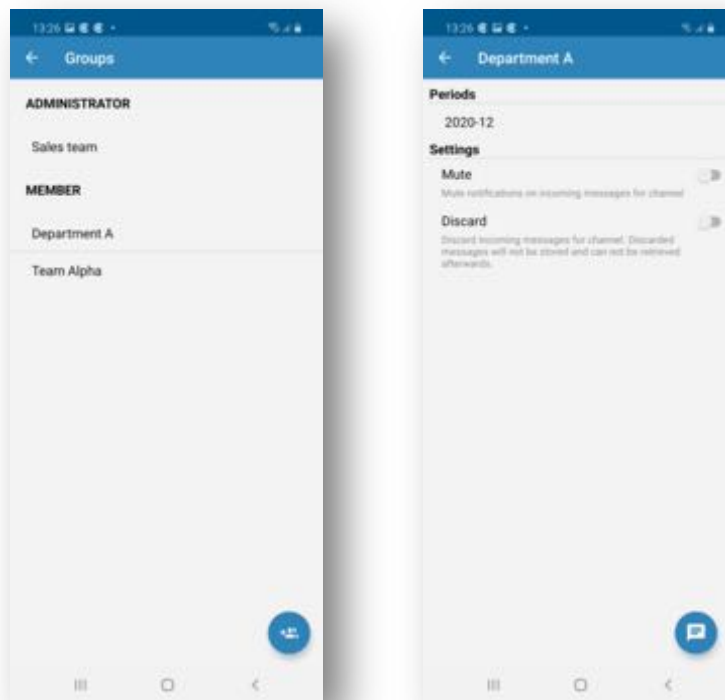 13:26
Groups
ADMINISTRATOR
Sales team
MEMBER
Department A
Team Alpha
13:26
Department A
Periods
2020-12
Settings
Mute
Mute notifications on incoming messages for channel
Discard
Discard incoming messages for channel. Discarded
messages will not be stored and can not be retrieved
afterwards.